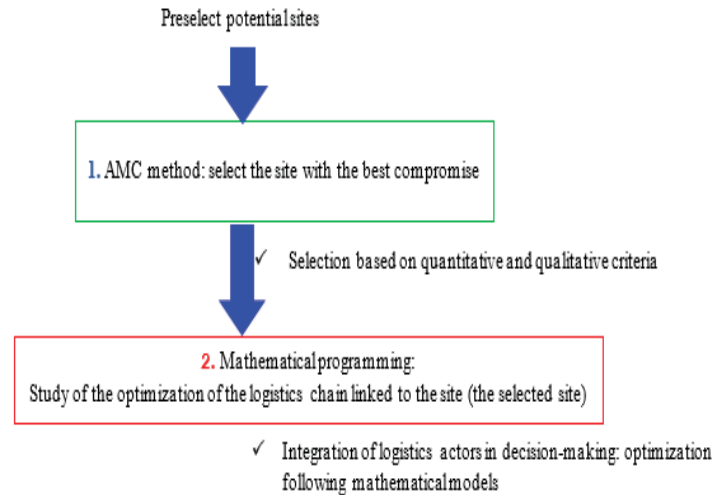 Preselect potential sites
1. AMC method: select the site with the best compromise
✓ Selection based on quantitative and qualitative criteria
2. Mathematical programming:
Study of the optimization of the logistics chain linked to the site (the selected site)
✓ Integration of logistics actors in decision-making: optimization
following mathematical models